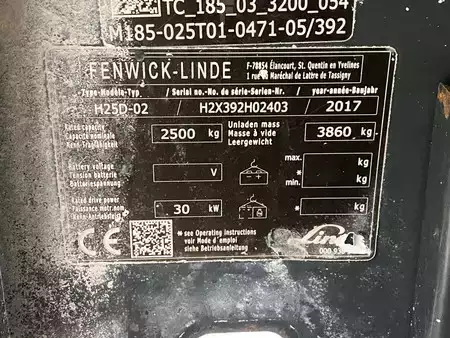 TC_185_03_3200_054
M185-025T01-0471-05/392
FENWICK-LINDE
F-78854 Élancourt, St. Quentin en Yvelines
1 rue du Maréchal de Lattre de Tassigny
Type-Modèle-Typ / Serial no.-No. de série-Serien-Nr. / year-année-Baujahr
H25D-02 / H2X392H02403 / 2017
Rated capacity
Capacité nominale
Nenn-Tragfähigkeit
2500 kg
Unladen mass
Masse à vide
Leergewicht
3860 kg
Battery voltage
Tension batterie
Batteriespannung
V
max.
*
min.
kg
* kg
Rated drive power
Puissance motr.nom.
Nenn-Antriebsleist.
30 kW
* kg
CE
* see Operating instructions
voir Mode d'emploi
siehe Betriebsanleitung
Linde